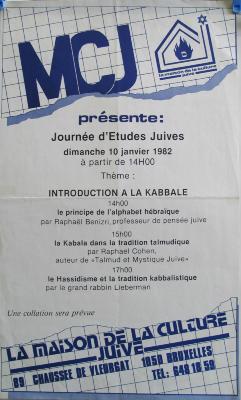 MCJ
la maison de la culture
juive
présente:
Journée d'Etudes Juives
dimanche 10 janvier 1982
à partir de 14H00
Thème :
INTRODUCTION A LA KABBALE
14h00
le principe de l'alphabet hébraïque
par Raphaël Benizri, professeur de pensée juive
15h00
la Kabala dans la tradition talmudique
par Raphaël Cohen,
auteur de «Talmud et Mystique Juive»
17h00
le Hassidisme et la tradition kabbalistique
par le grand rabbin Lieberman
Une collation sera prévue
LA MAISON DE LA CULTURE
JUIVE
89 CHAUSSEE DE VLEURGAT 1050 BRUXELLES
TEL: 648 18 59